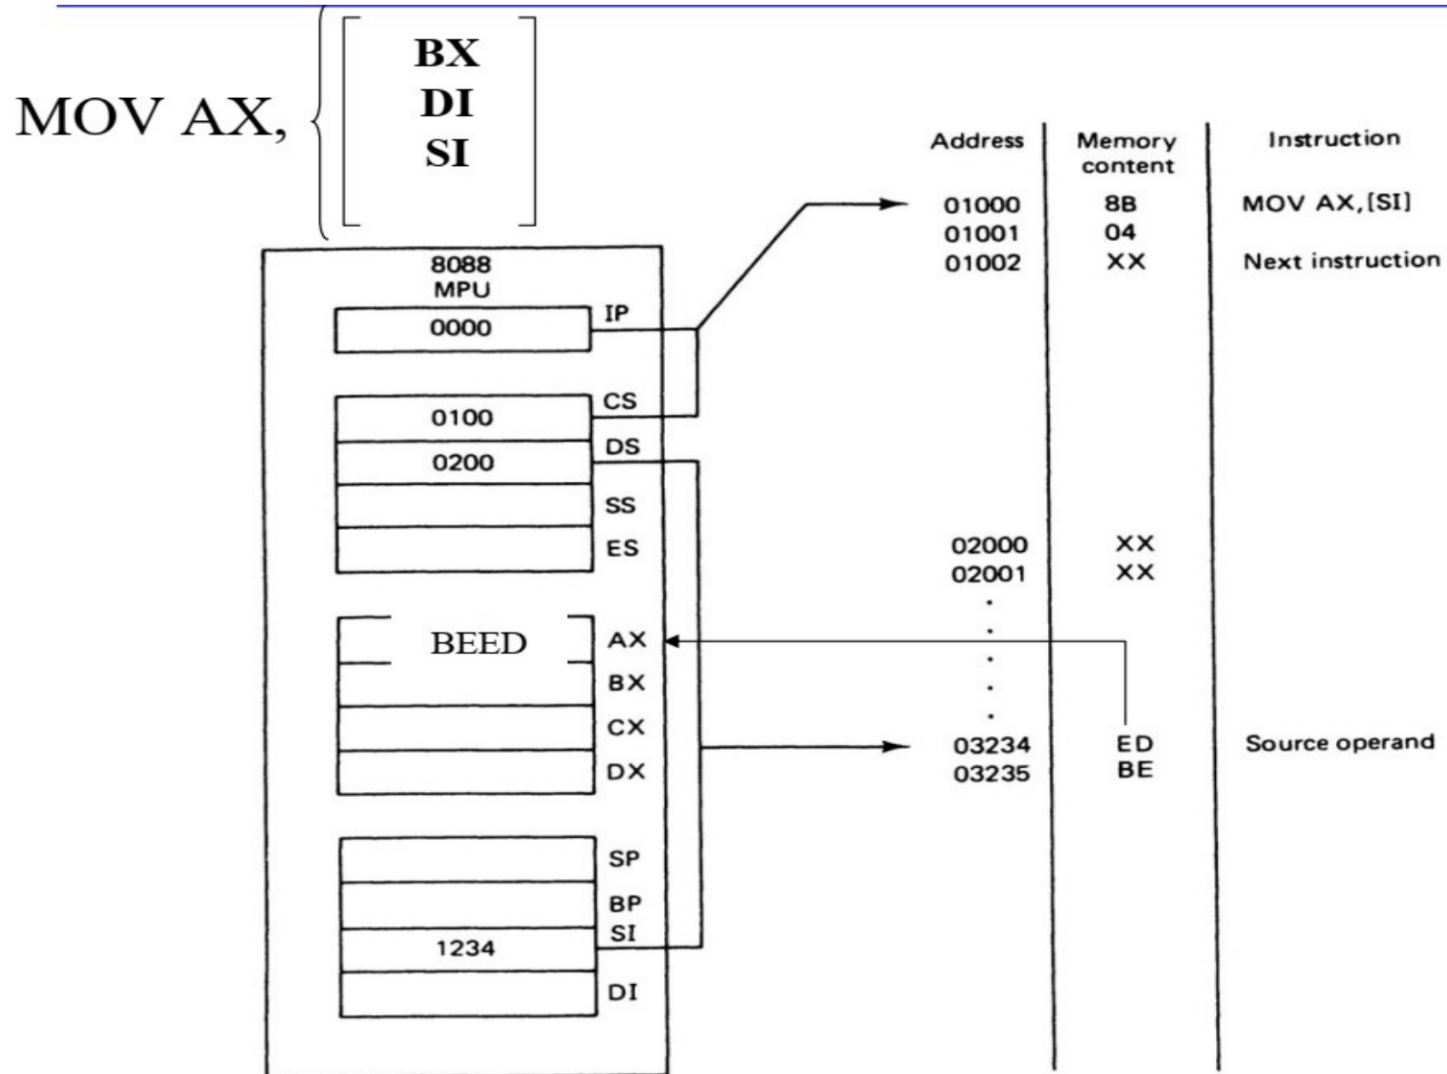 MOV AX,
BX
DI
SI
8088
MPU
0000 IP
0100 CS
0200 DS
SS
ES
BEED AX
BX
CX
DX
SP
BP
1234 SI
DI
Address Memory content Instruction
01000 8B MOV AX,[SI]
01001 04
01002 XX Next instruction
02000 XX
02001 XX
03234 ED Source operand
03235 BE